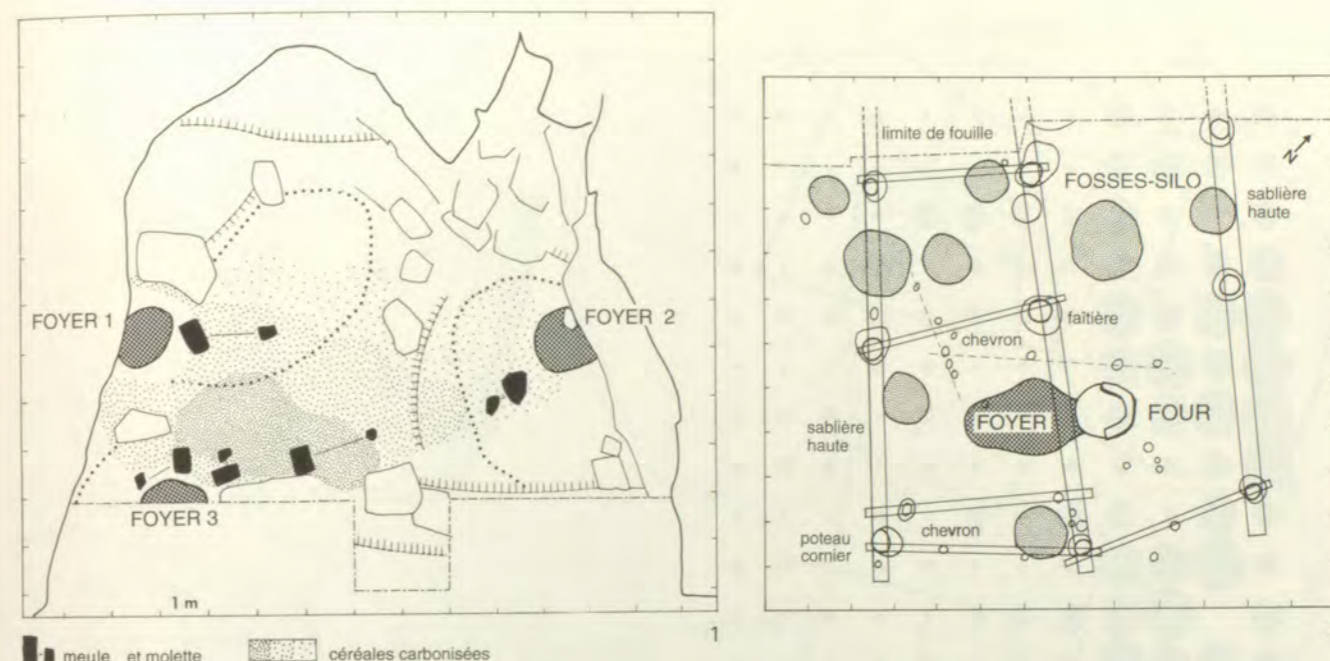 FOYER 1
FOYER 2
FOYER 3
1 m
meule et molette
céréales carbonisées
1
limite de fouille
N
FOSSES-SILO
sablière
haute
faîtière
chevron
FOYER
FOUR
sablière
haute
chevron
poteau
cornier